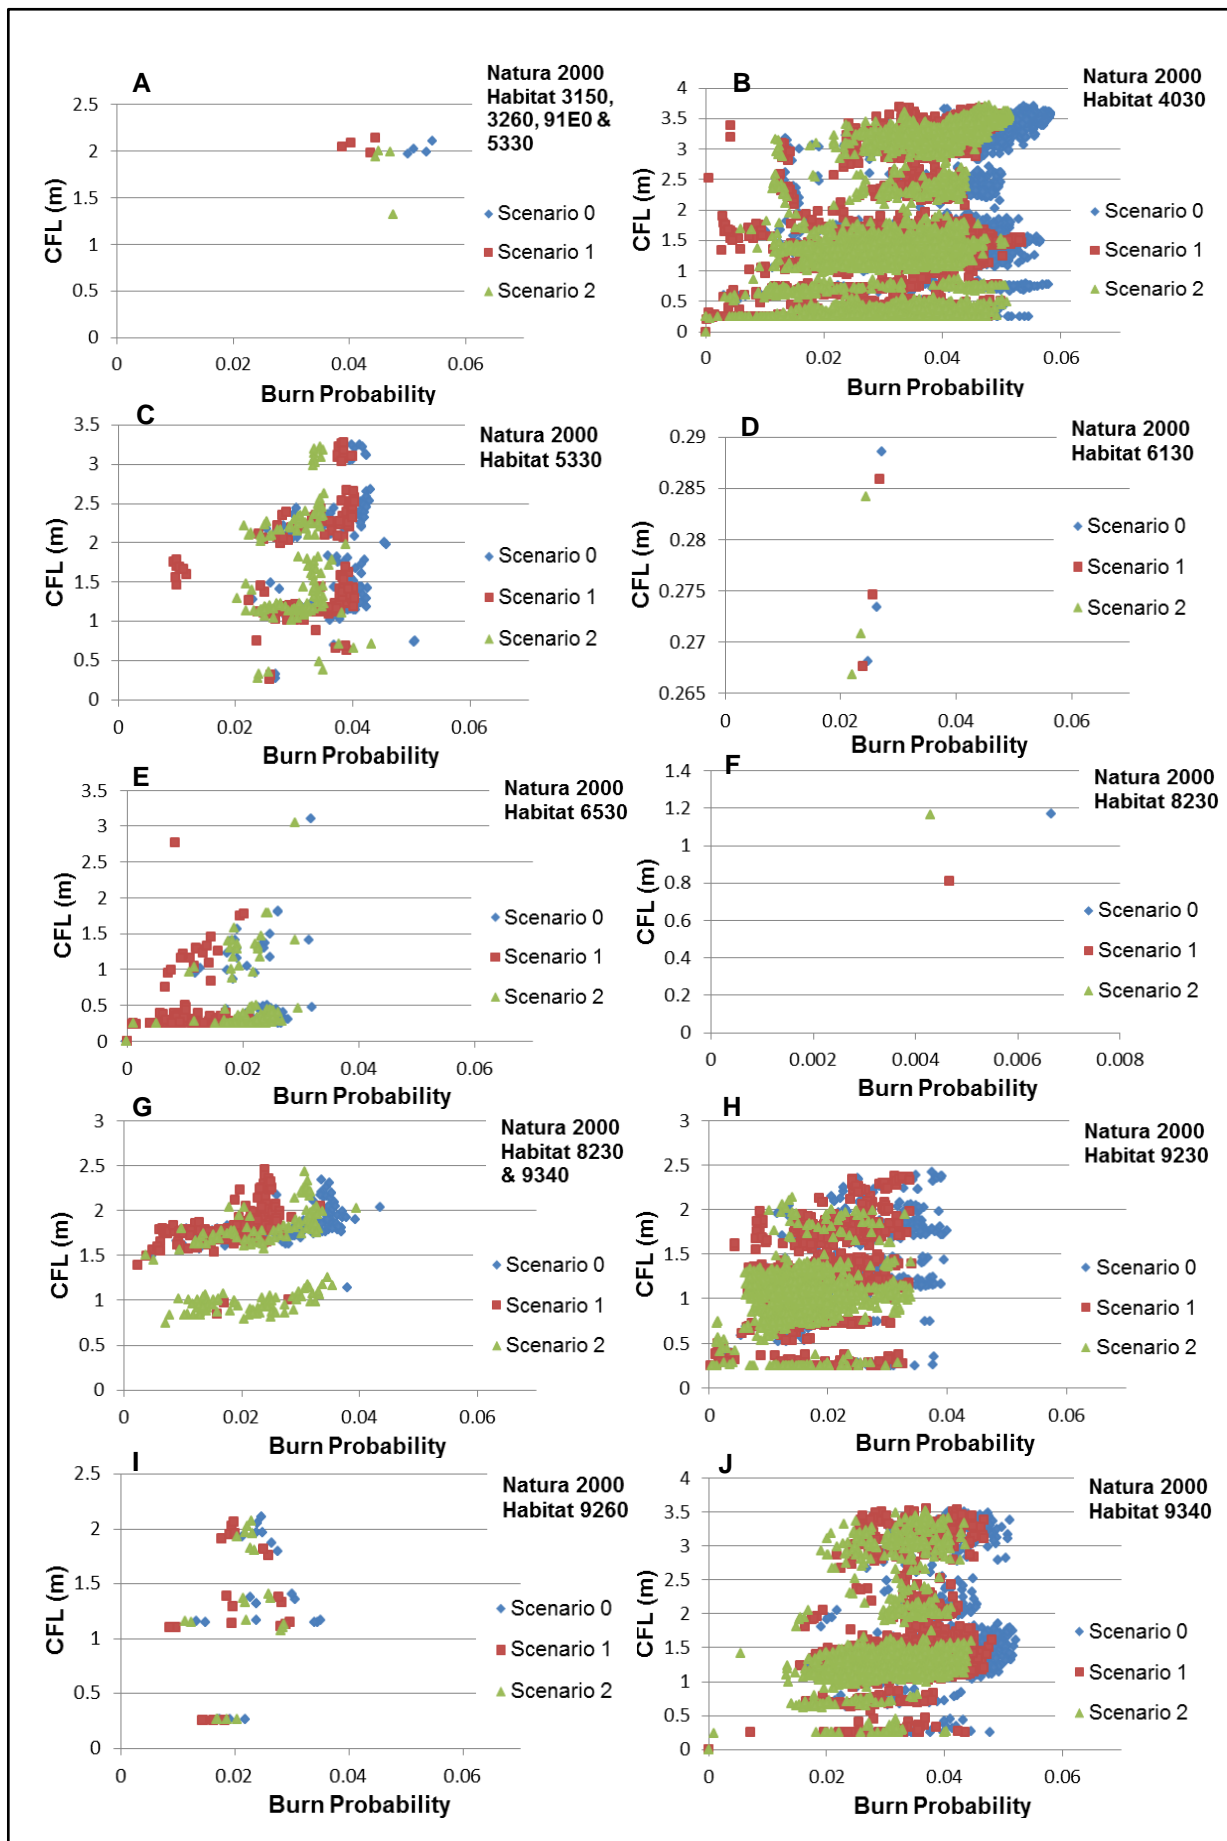 A
Natura 2000
Habitat 3150,
3260, 91E0 &
5330
CFL (m)
2.5
2
1.5
1
0.5
0
0
0.02
0.04
0.06
Burn Probability
Scenario 0
Scenario 1
Scenario 2
B
Natura 2000
Habitat 4030
CFL (m)
4
3.5
3
2.5
2
1.5
1
0.5
0
0
0.02
0.04
0.06
Burn Probability
Scenario 0
Scenario 1
Scenario 2
C
Natura 2000
Habitat 5330
CFL (m)
3.5
3
2.5
2
1.5
1
0.5
0
0
0.02
0.04
0.06
Burn Probability
Scenario 0
Scenario 1
Scenario 2
D
Natura 2000
Habitat 6130
CFL (m)
0.29
0.285
0.28
0.275
0.27
0.265
0
0.02
0.04
0.06
Burn Probability
Scenario 0
Scenario 1
Scenario 2
E
Natura 2000
Habitat 6530
CFL (m)
3.5
3
2.5
2
1.5
1
0.5
0
0
0.02
0.04
0.06
Burn Probability
Scenario 0
Scenario 1
Scenario 2
F
Natura 2000
Habitat 8230
CFL (m)
1.4
1.2
1
0.8
0.6
0.4
0.2
0
0
0.002
0.004
0.006
0.008
Burn Probability
Scenario 0
Scenario 1
Scenario 2
G
Natura 2000
Habitat 8230
& 9340
CFL (m)
3
2.5
2
1.5
1
0.5
0
0
0.02
0.04
0.06
Burn Probability
Scenario 0
Scenario 1
Scenario 2
H
Natura 2000
Habitat 9230
CFL (m)
3
2.5
2
1.5
1
0.5
0
0
0.02
0.04
0.06
Burn Probability
Scenario 0
Scenario 1
Scenario 2
I
Natura 2000
Habitat 9260
CFL (m)
2.5
2
1.5
1
0.5
0
0
0.02
0.04
0.06
Burn Probability
Scenario 0
Scenario 1
Scenario 2
J
Natura 2000
Habitat 9340
CFL (m)
4
3.5
3
2.5
2
1.5
1
0.5
0
0
0.02
0.04
0.06
Burn Probability
Scenario 0
Scenario 1
Scenario 2